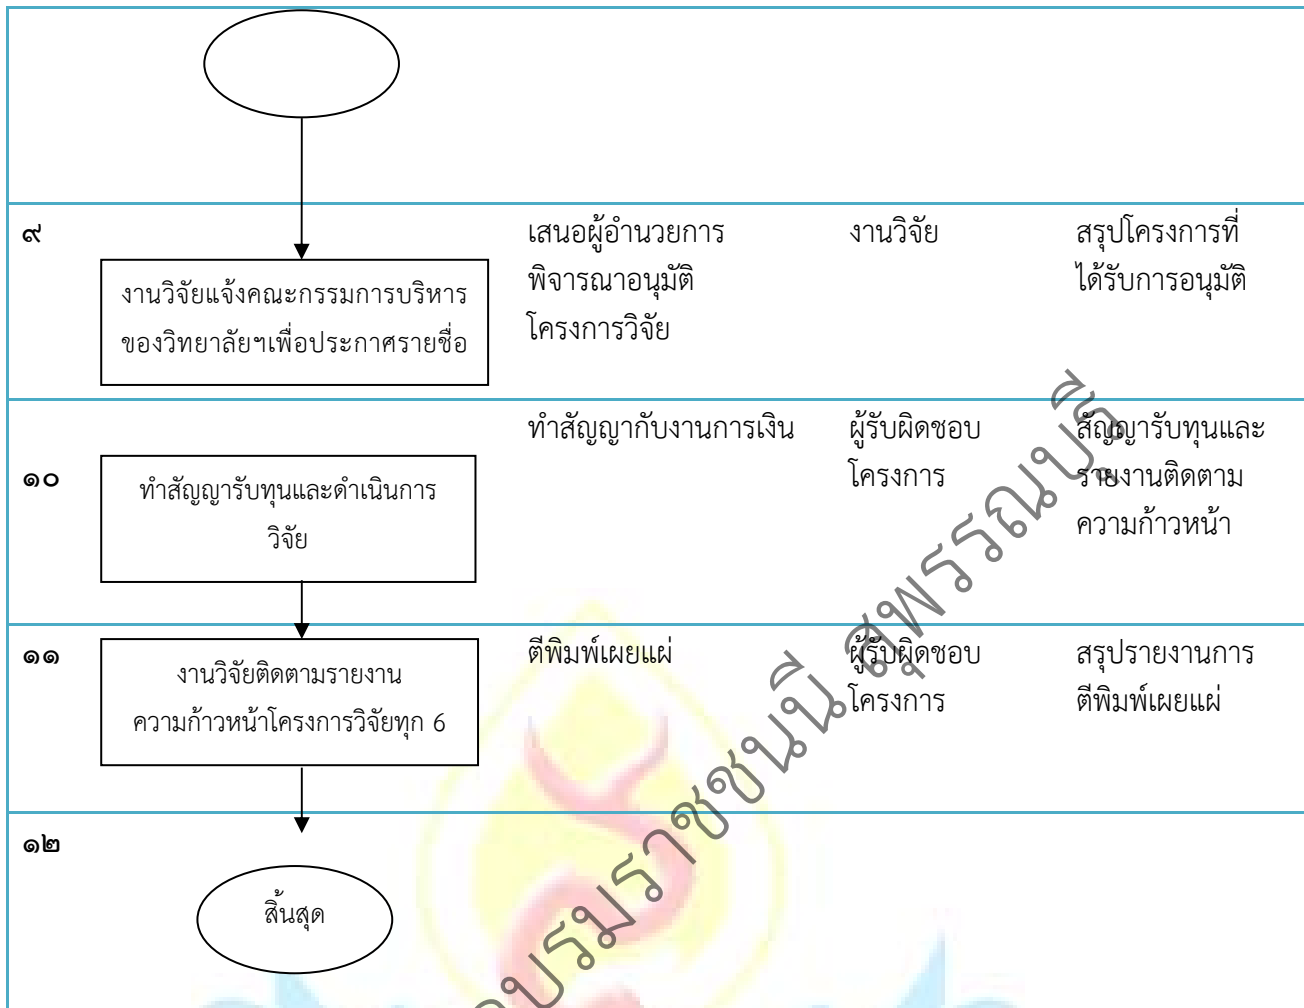 ๙
งานวิจัยแจ้งคณะกรรมการบริหาร
ของวิทยาลัยฯเพื่อประกาศรายชื่อ
เสนอผู้อำนวยการ
พิจารณาอนุมัติ
โครงการวิจัย
งานวิจัย
สรุปโครงการที่
ได้รับการอนุมัติ
๑๐
ทำสัญญารับทุนและดำเนินการ
วิจัย
ทำสัญญากับงานการเงิน
ผู้รับผิดชอบ
โครงการ
สัญญารับทุนและ
รายงานติดตาม
ความก้าวหน้า
๑๑
งานวิจัยติดตามรายงาน
ความก้าวหน้าโครงการวิจัยทุก 6
ตีพิมพ์เผยแผ่
ผู้รับผิดชอบ
โครงการ
สรุปรายงานการ
ตีพิมพ์เผยแผ่
๑๒
สิ้นสุด
บรมราชชนนี สุพรรณบุรี